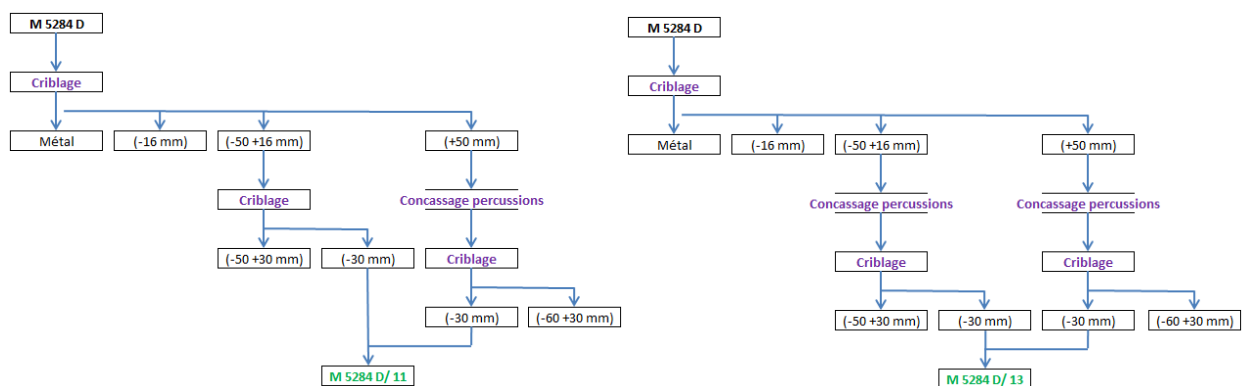 M 5284 D
Criblage
Métal
(-16 mm)
(-50 +16 mm)
(+50 mm)
Criblage
Concassage percussions
(-50 +30 mm)
(-30 mm)
Criblage
(-30 mm)
(-60 +30 mm)
M 5284 D/ 11
M 5284 D
Criblage
Métal
(-16 mm)
(-50 +16 mm)
(+50 mm)
Concassage percussions
Concassage percussions
Criblage
Criblage
(-50 +30 mm)
(-30 mm)
(-30 mm)
(-60 +30 mm)
M 5284 D/ 13